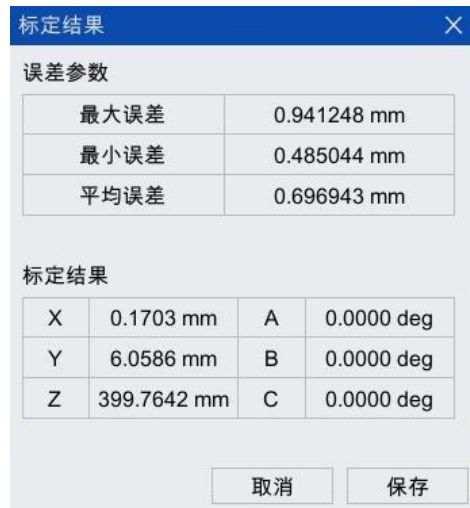 标定结果
误差参数
最大误差 0.941248 mm
最小误差 0.485044 mm
平均误差 0.696943 mm
标定结果
X 0.1703 mm A 0.0000 deg
Y 6.0586 mm B 0.0000 deg
Z 399.7642 mm C 0.0000 deg
取消 保存